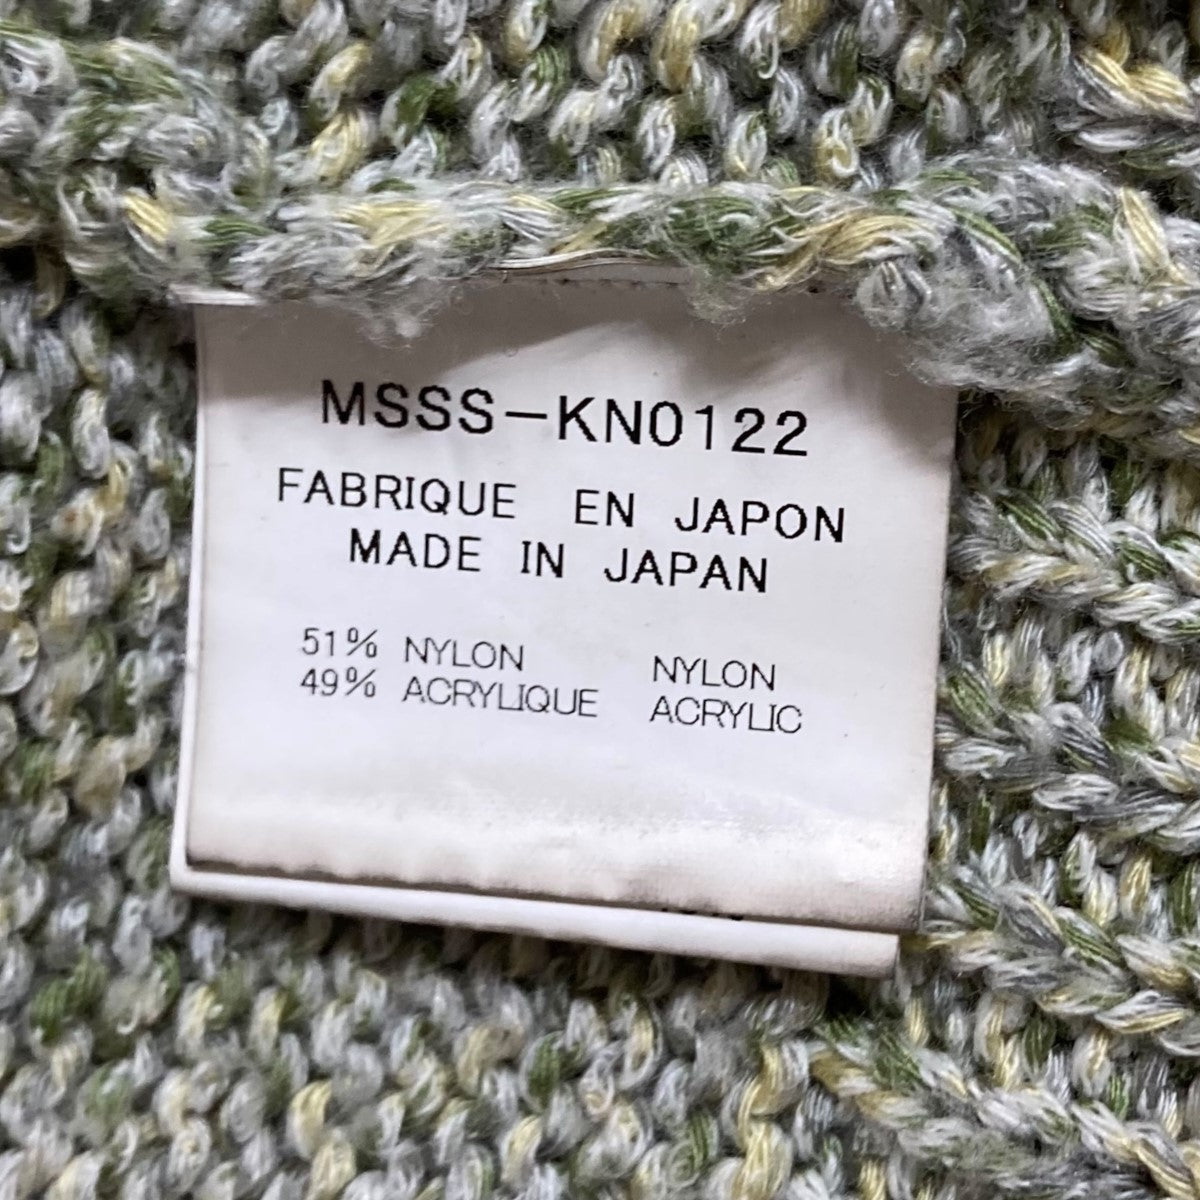 MSSS-KN0122
FABRIQUE EN JAPON
MADE IN JAPAN
51% NYLON NYLON
49% ACRYLIQUE ACRYLIC